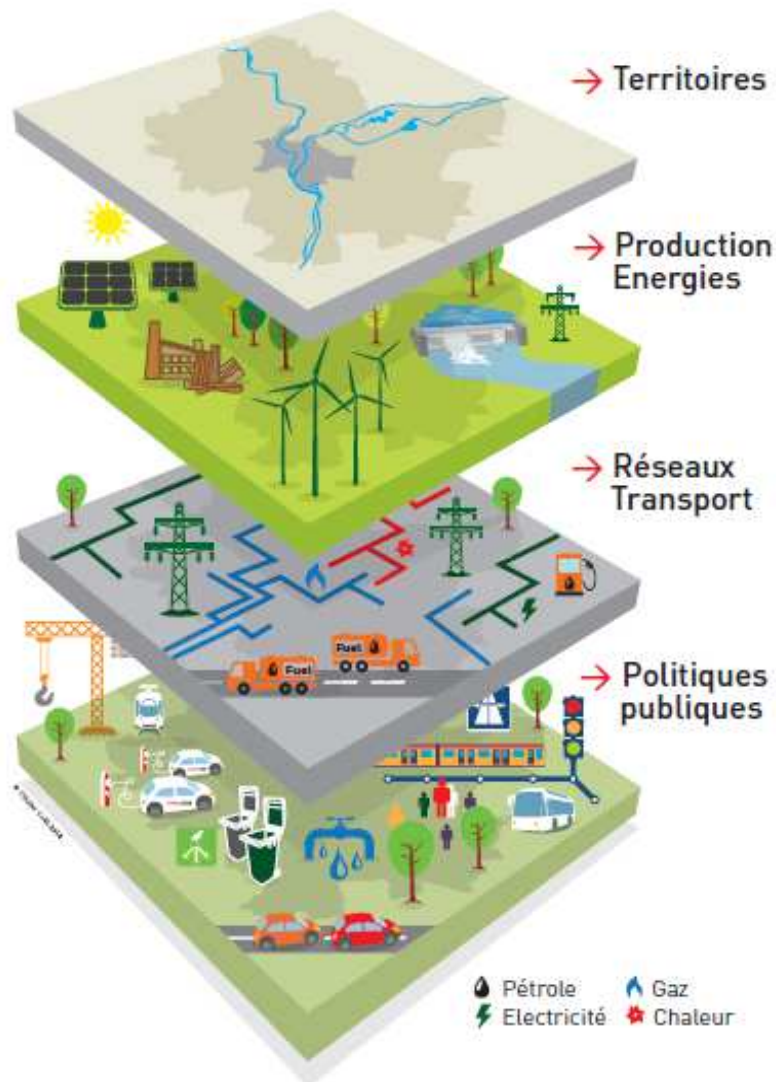 → Territoires
→ Production
Energies
→ Réseaux
Transport
Fuel
Fuel
→ Politiques
publiques
Pétrole
Gaz
Electricité
Chaleur